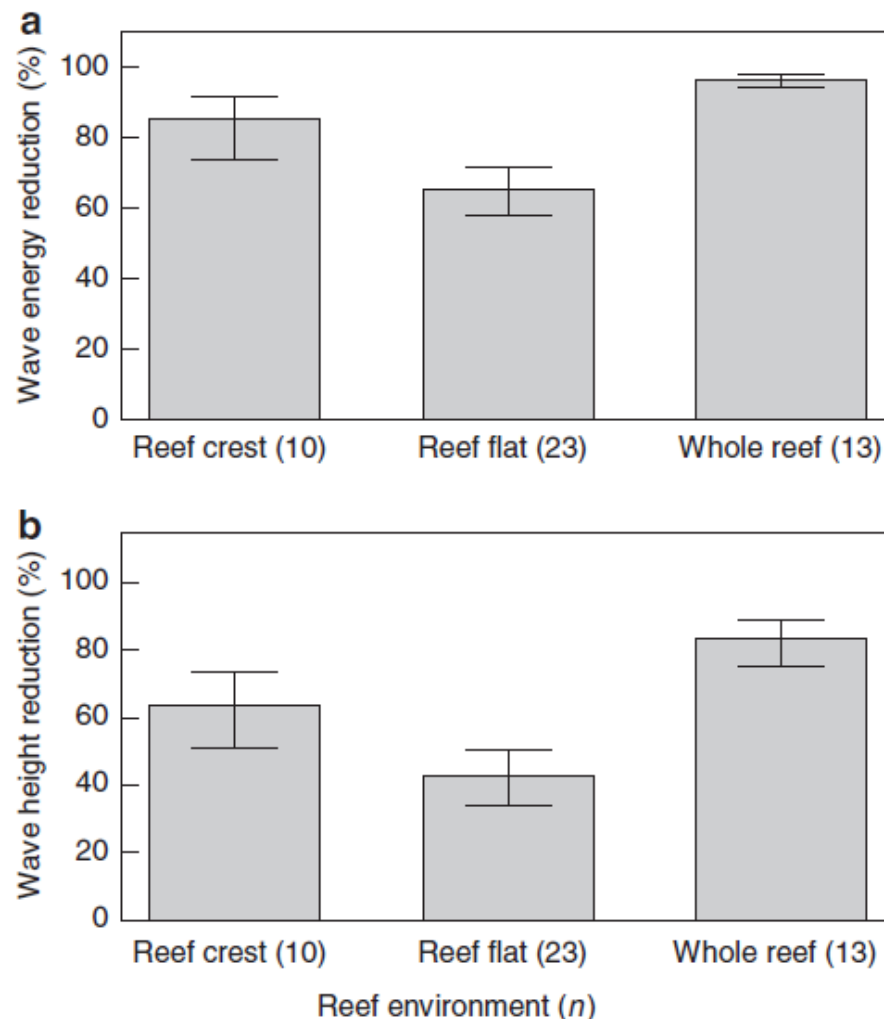 a
Wave energy reduction (%)
100
80
60
40
20
0
Reef crest (10) Reef flat (23) Whole reef (13)
b
Wave height reduction (%)
100
80
60
40
20
0
Reef crest (10) Reef flat (23) Whole reef (13)
Reef environment (n)